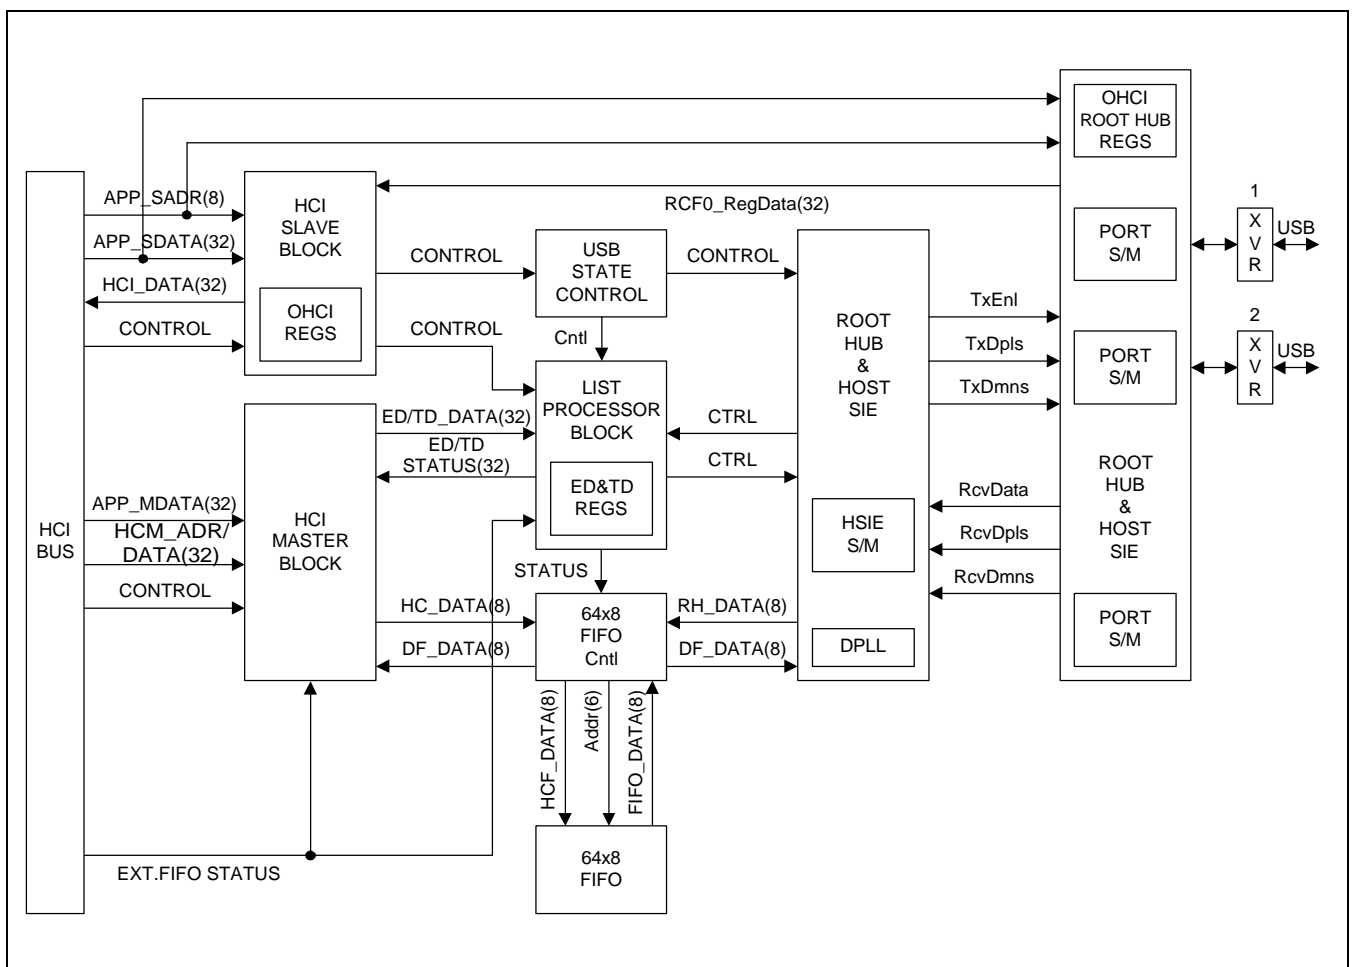 OHCI
ROOT HUB
REGS
APP_SADR(8)
HCI
SLAVE
BLOCK
RCF0_RegData(32)
1
X
V
R
USB
PORT
S/M
APP_SDATA(32)
CONTROL
USB
STATE
CONTROL
CONTROL
HCI_DATA(32)
OHCI
REGS
CONTROL
CONTROL
Cntl
ROOT
HUB
&
HOST
SIE
TxEnl
TxDpls
TxDmns
2
X
V
R
USB
PORT
S/M
LIST
PROCESSOR
BLOCK
ED/TD_DATA(32)
ED/TD
STATUS(32)
CTRL
CTRL
ED&TD
REGS
ROOT
HUB
&
HOST
SIE
HCI
BUS
APP_MDATA(32)
HCM_ADR/
DATA(32)
CONTROL
HCI
MASTER
BLOCK
HSIE
S/M
RcvData
RcvDpls
RcvDmns
STATUS
HC_DATA(8)
DF_DATA(8)
64x8
FIFO
Cntl
RH_DATA(8)
DF_DATA(8)
DPLL
PORT
S/M
HCF_DATA(8)
Addr(6)
FIFO_DATA(8)
EXT.FIFO STATUS
64x8
FIFO